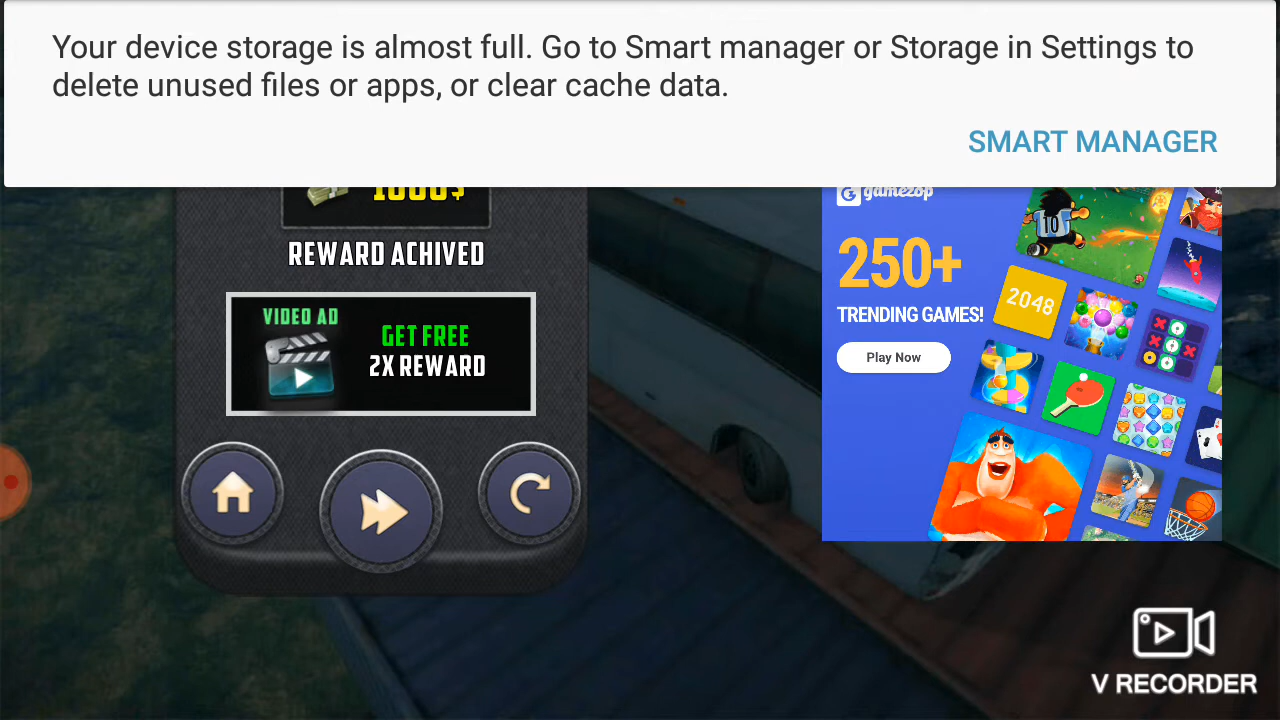 Your device storage is almost full. Go to Smart manager or Storage in Settings to
delete unused files or apps, or clear cache data.
SMART MANAGER
1000$
REWARD ACHIVED
VIDEO AD
GET FREE
2X REWARD
gamezop
250+
TRENDING GAMES!
Play Now
10
2048
V RECORDER